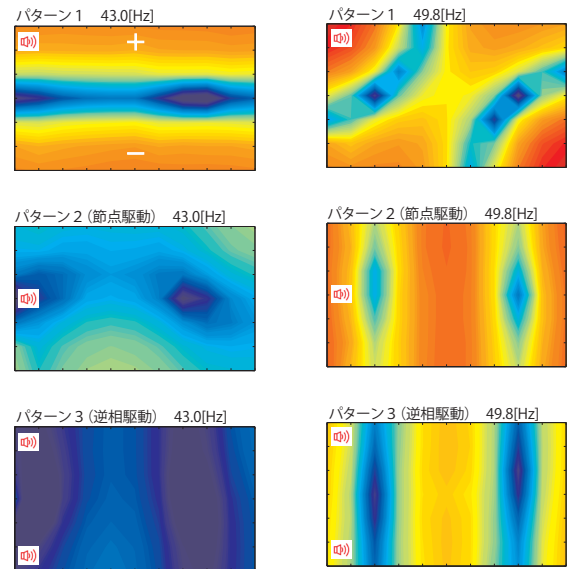 パターン１　43.0[Hz]
＋
－
パターン１　49.8[Hz]
パターン２（節点駆動）　43.0[Hz]
パターン２（節点駆動）　49.8[Hz]
パターン３（逆相駆動）　43.0[Hz]
パターン３（逆相駆動）　49.8[Hz]